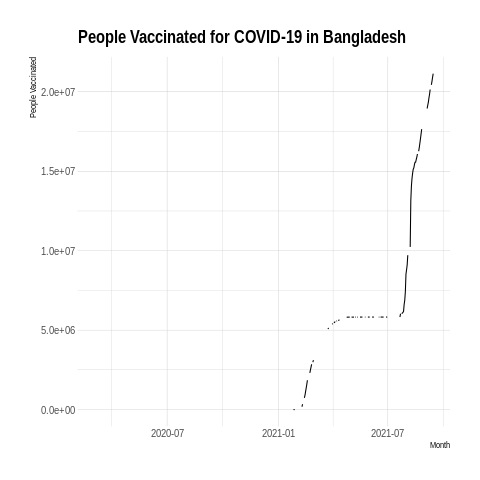 People Vaccinated for COVID-19 in Bangladesh
People Vaccinated
2.0e+07
1.5e+07
1.0e+07
5.0e+06
0.0e+00
2020-07 2021-01 2021-07
Month